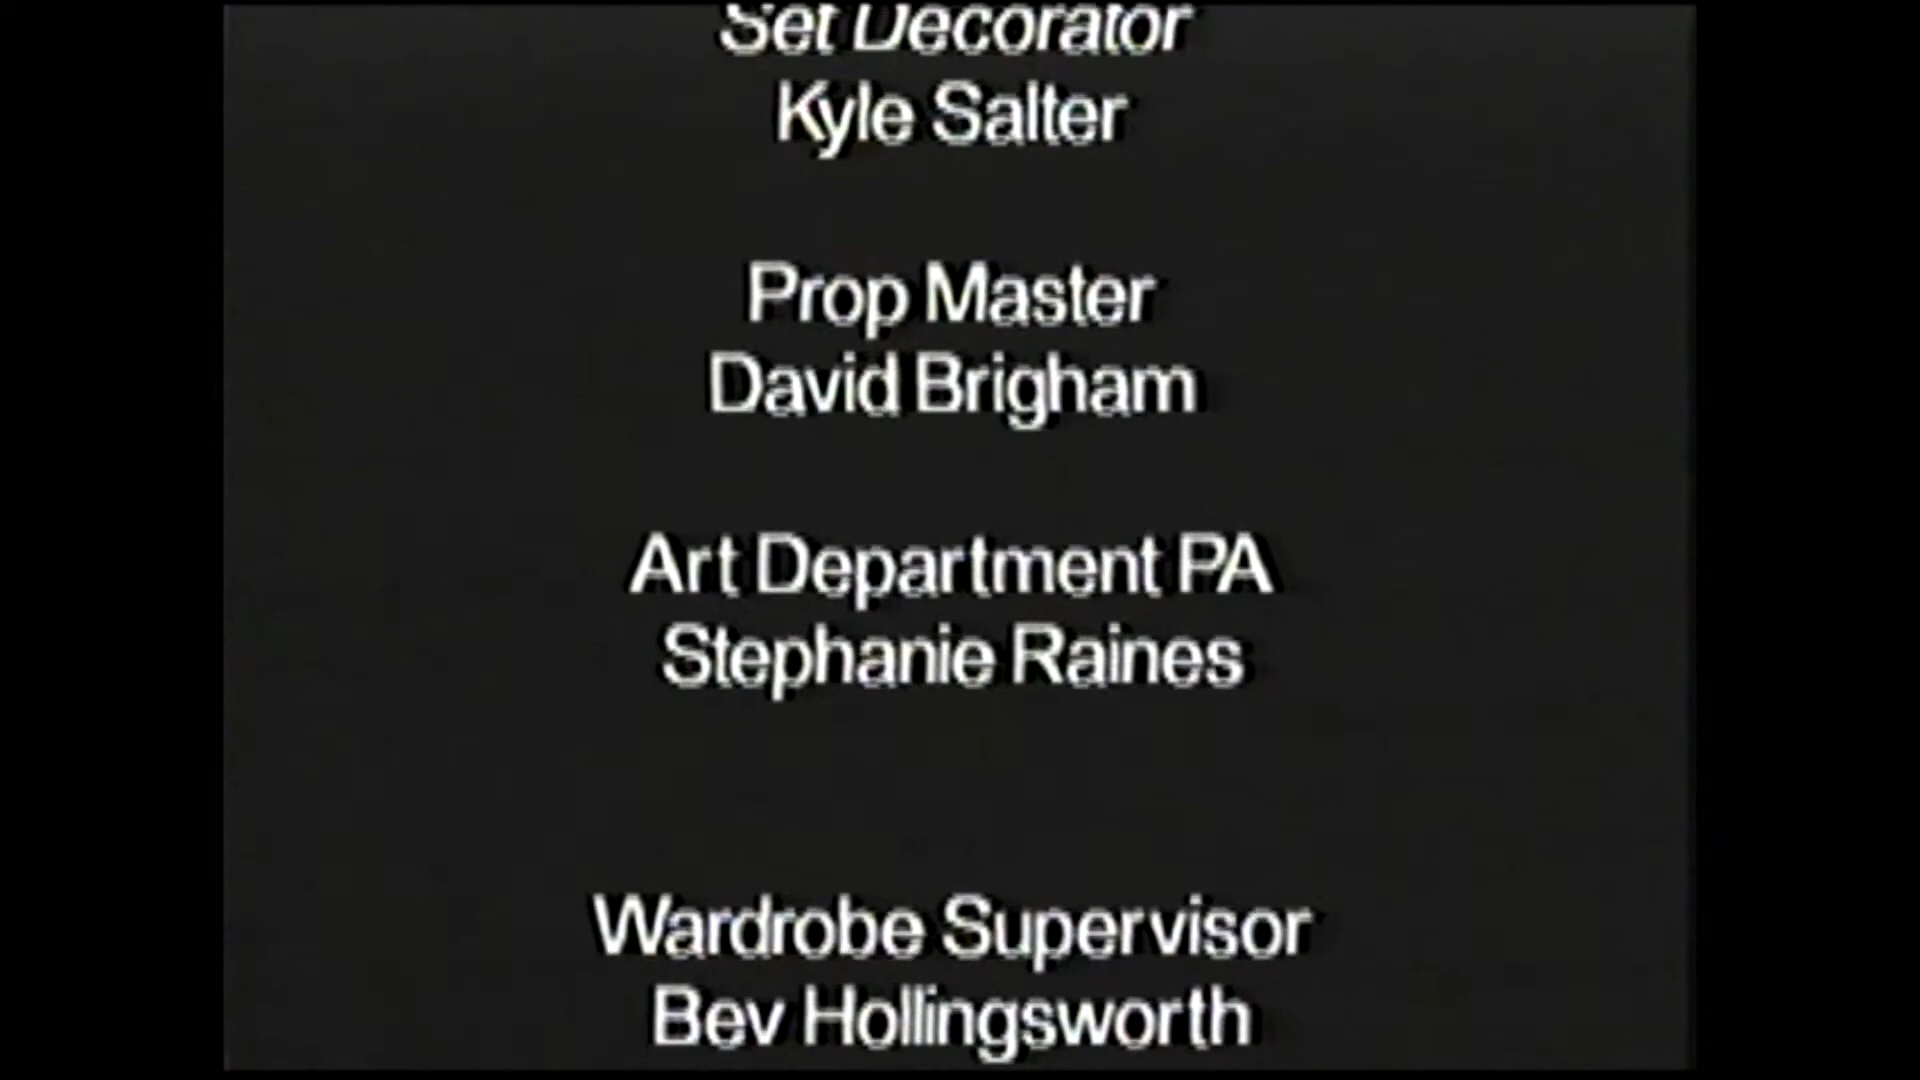 Set Decorator
Kyle Salter
Prop Master
David Brigham
Art Department PA
Stephanie Raines
Wardrobe Supervisor
Bev Hollingsworth